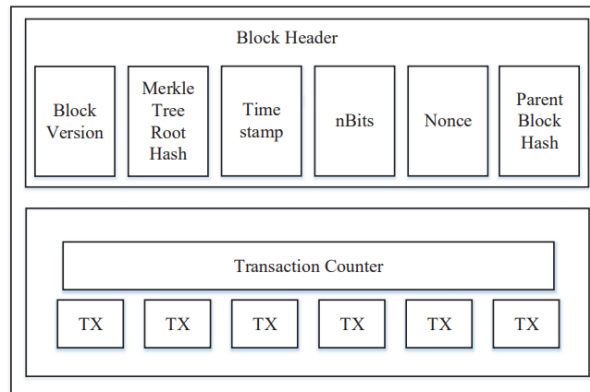 Block Header
Block
Version
Merkle
Tree
Root
Hash
Time
stamp
nBits
Nonce
Parent
Block
Hash
Transaction Counter
TX
TX
TX
TX
TX
TX